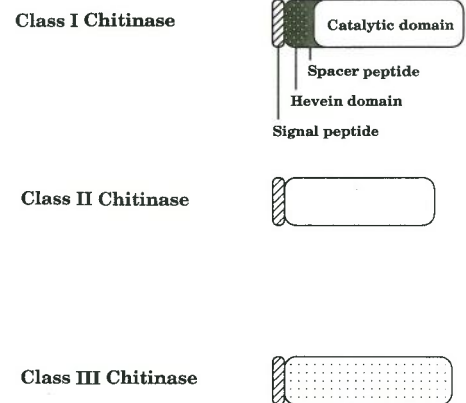 Class I Chitinase
Catalytic domain
Spacer peptide
Hevein domain
Signal peptide
Class II Chitinase
Class III Chitinase